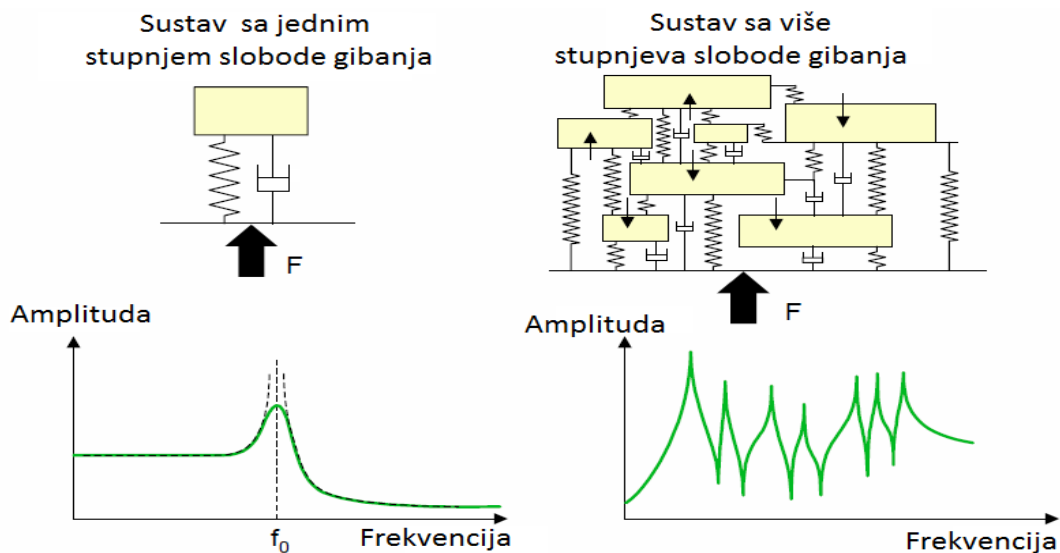 Sustav sa jednim
stupnjem slobode gibanja
F
Amplituda
f₀
Frekvencija
Sustav sa više
stupnjeva slobode gibanja
F
Amplituda
Frekvencija